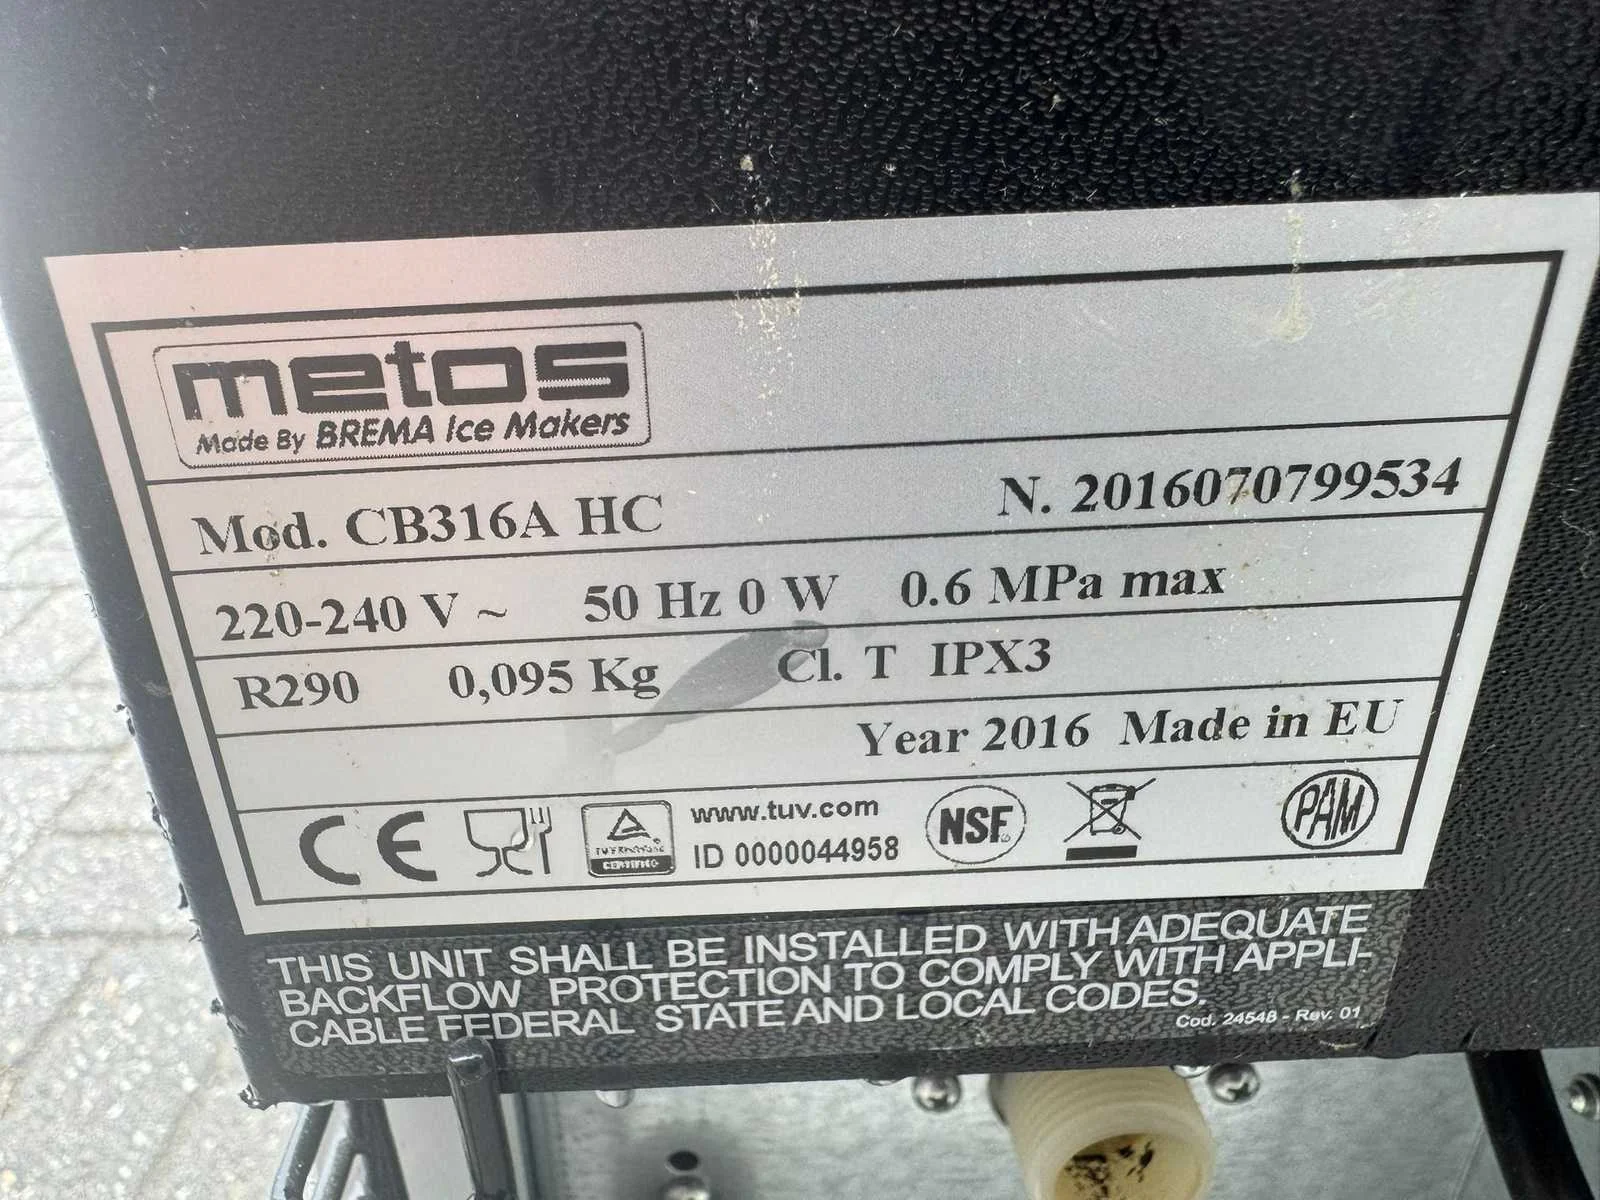 metos
Made By BREMA Ice Makers
Mod. CB316A HC N. 2016070799534
220-240 V ~ 50 Hz 0 W 0.6 MPa max
R290 0,095 Kg Cl. T IPX3
Year 2016 Made in EU
CE www.tuv.com NSF PAM
TÜVRheinland
CERTIFIED ID 0000044958
THIS UNIT SHALL BE INSTALLED WITH ADEQUATE
BACKFLOW PROTECTION TO COMPLY WITH APPLI-
CABLE FEDERAL STATE AND LOCAL CODES.
Cod. 24548 - Rev. 01